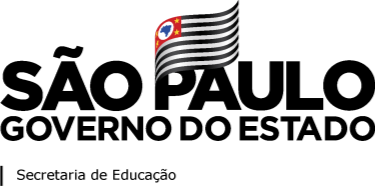 SÃO PAULO
GOVERNO DO ESTADO
Secretaria de Educação